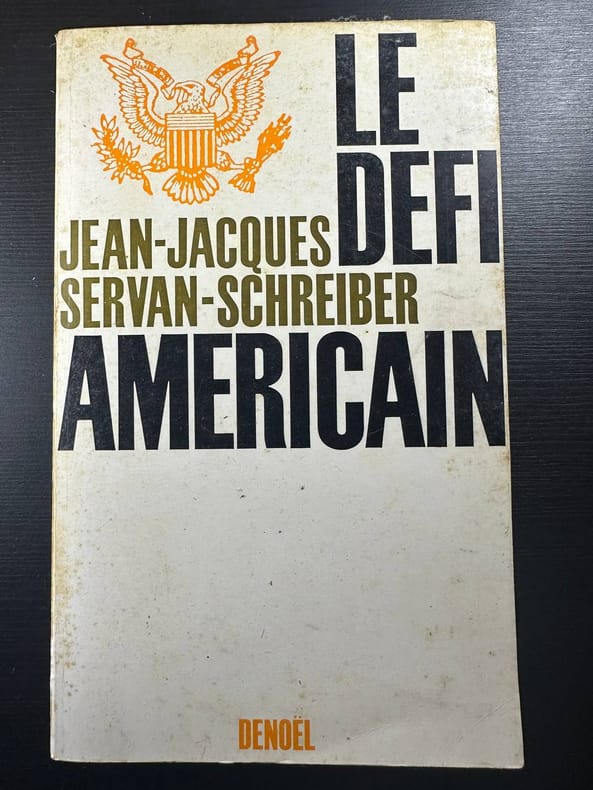 LE
DEFI
JEAN-JACQUES
SERVAN-SCHREIBER
AMERICAIN
DENOËL